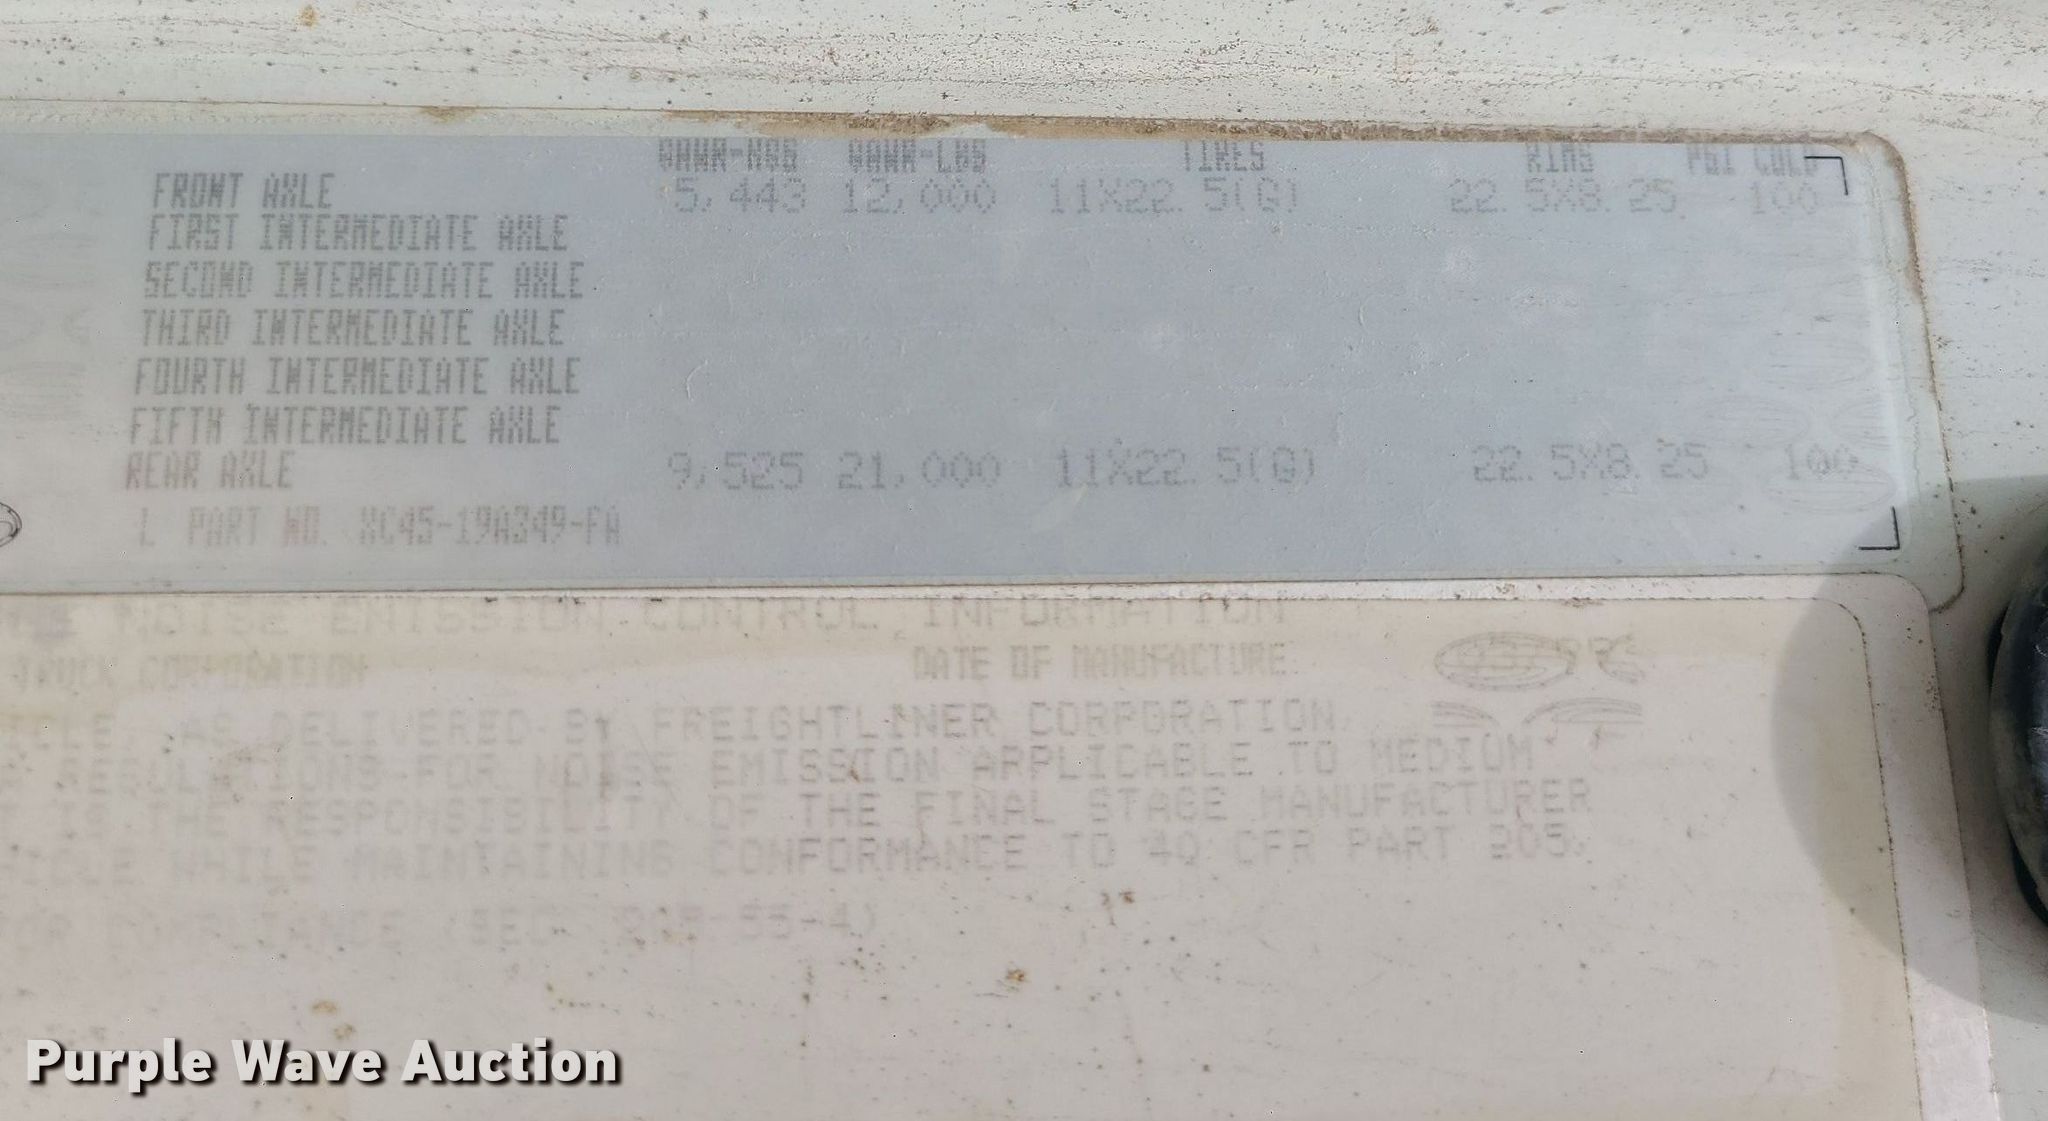 GAWR-KGS GAWR-LBS TIRES RIMS PSI COLD
FRONT AXLE 5,443 12,000 11X22.5(G) 22.5X8.25 100
FIRST INTERMEDIATE AXLE
SECOND INTERMEDIATE AXLE
THIRD INTERMEDIATE AXLE
FOURTH INTERMEDIATE AXLE
FIFTH INTERMEDIATE AXLE
REAR AXLE 9,525 21,000 11X22.5(G) 22.5X8.25 100
L PART NO. XC45-19A349-FA
NOISE EMISSION CONTROL INFORMATION
TRUCK CORPORATION DATE OF MANUFACTURE
AS DELIVERED BY FREIGHTLINER CORPORATION
REGULATIONS FOR NOISE EMISSION APPLICABLE TO MEDIUM
IS THE RESPONSIBILITY OF THE FINAL STAGE MANUFACTURER
WHILE MAINTAINING CONFORMANCE TO 40 CFR PART 205.
Purple Wave Auction